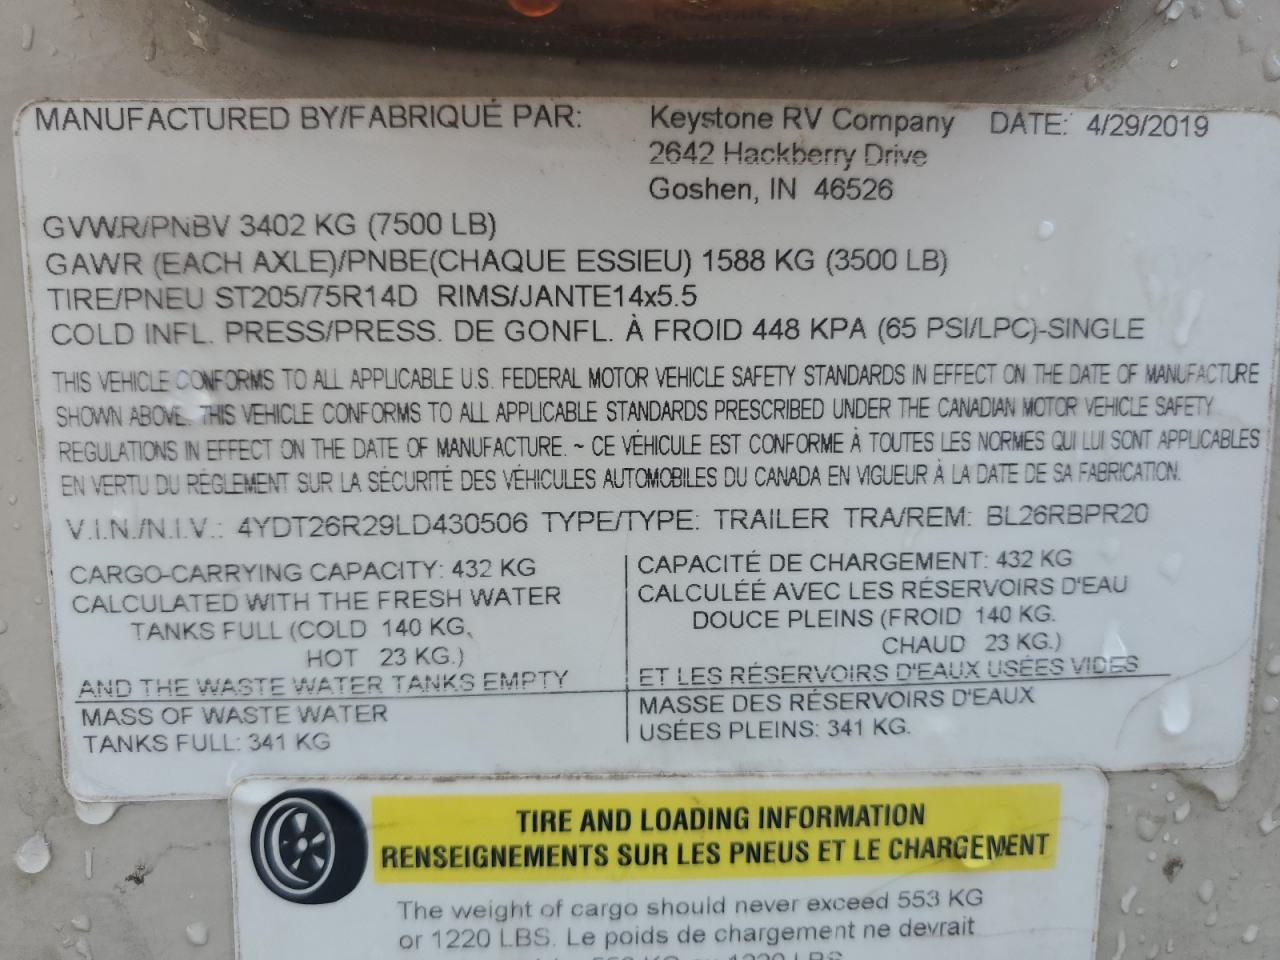 MANUFACTURED BY/FABRIQUÉ PAR: Keystone RV Company DATE: 4/29/2019
2642 Hackberry Drive
Goshen, IN 46526
GVWR/PNBV 3402 KG (7500 LB)
GAWR (EACH AXLE)/PNBE(CHAQUE ESSIEU) 1588 KG (3500 LB)
TIRE/PNEU ST205/75R14D RIMS/JANTE14x5.5
COLD INFL. PRESS/PRESS. DE GONFL. À FROID 448 KPA (65 PSI/LPC)-SINGLE
THIS VEHICLE CONFORMS TO ALL APPLICABLE U.S. FEDERAL MOTOR VEHICLE SAFETY STANDARDS IN EFFECT ON THE DATE OF MANUFACTURE
SHOWN ABOVE. THIS VEHICLE CONFORMS TO ALL APPLICABLE STANDARDS PRESCRIBED UNDER THE CANADIAN MOTOR VEHICLE SAFETY
REGULATIONS IN EFFECT ON THE DATE OF MANUFACTURE. ~ CE VÉHICULE EST CONFORME À TOUTES LES NORMES QUI LUI SONT APPLICABLES
EN VERTU DU RÈGLEMENT SUR LA SÉCURITÉ DES VÉHICULES AUTOMOBILES DU CANADA EN VIGUEUR À LA DATE DE SA FABRICATION.
V.I.N./N.I.V.: 4YDT26R29LD430506 TYPE/TYPE: TRAILER TRA/REM: BL26RBPR20
CARGO-CARRYING CAPACITY: 432 KG
CALCULATED WITH THE FRESH WATER
TANKS FULL (COLD 140 KG,
HOT 23 KG.)
AND THE WASTE WATER TANKS EMPTY
MASS OF WASTE WATER
TANKS FULL: 341 KG
CAPACITÉ DE CHARGEMENT: 432 KG
CALCULÉÉ AVEC LES RÉSERVOIRS D'EAU
DOUCE PLEINS (FROID 140 KG.
CHAUD 23 KG.)
ET LES RÉSERVOIRS D'EAUX USÉES VIDES
MASSE DES RÉSERVOIRS D'EAUX
USÉES PLEINS: 341 KG.
TIRE AND LOADING INFORMATION
RENSEIGNEMENTS SUR LES PNEUS ET LE CHARGEMENT
The weight of cargo should never exceed 553 KG
or 1220 LBS. Le poids de chargement ne devrait